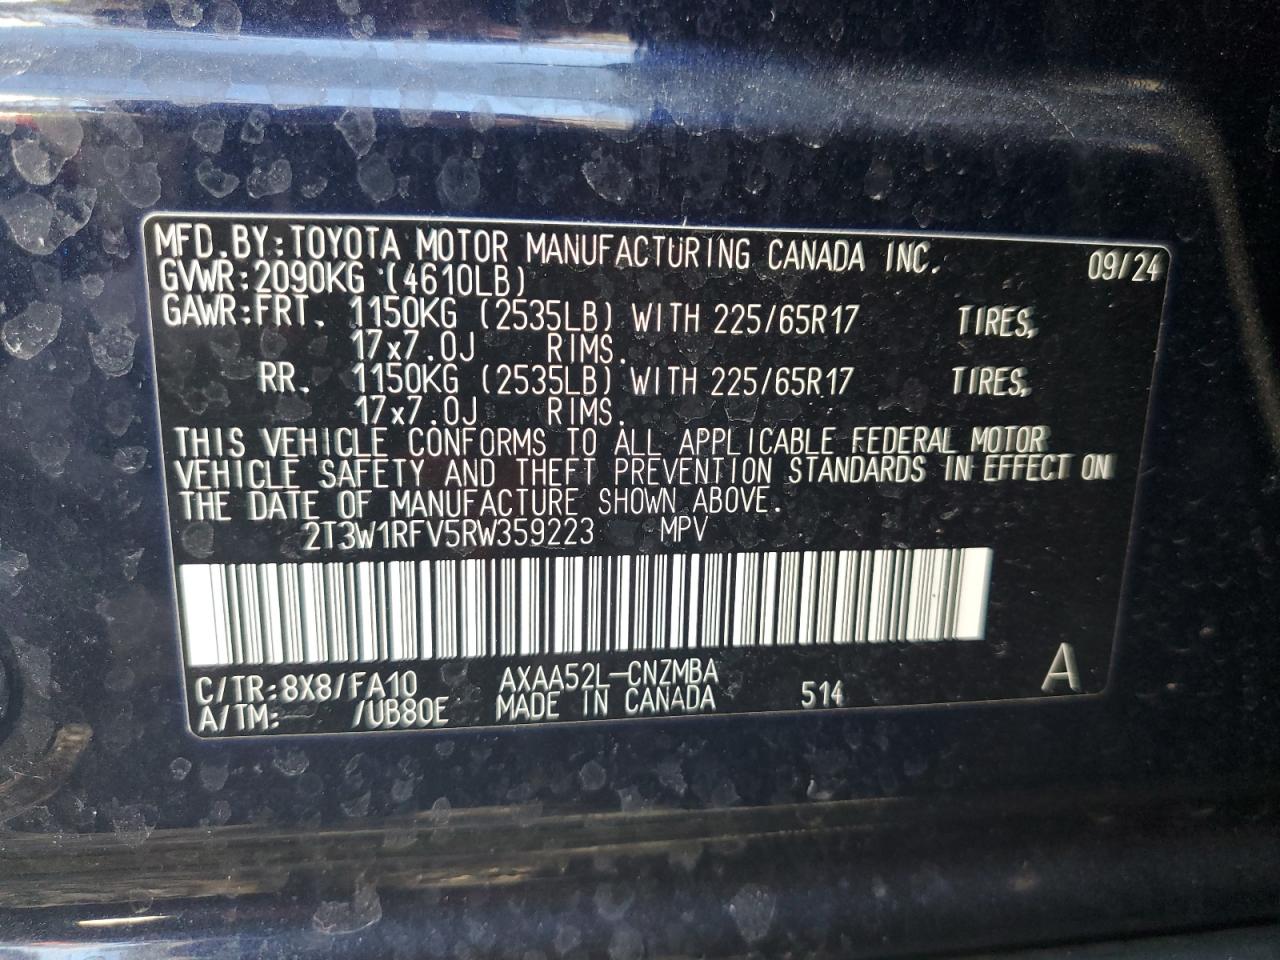 MFD.BY:TOYOTA MOTOR MANUFACTURING CANADA INC. 09/24
GVWR:2090KG (4610LB)
GAWR:FRT. 1150KG (2535LB) WITH 225/65R17 TIRES,
17x7.0J RIMS.
RR. 1150KG (2535LB) WITH 225/65R17 TIRES,
17x7.0J RIMS.
THIS VEHICLE CONFORMS TO ALL APPLICABLE FEDERAL MOTOR
VEHICLE SAFETY AND THEFT PREVENTION STANDARDS IN EFFECT ON
THE DATE OF MANUFACTURE SHOWN ABOVE.
2T3W1RFV5RW359223 MPV
C/TR:8X8/FA10 AXAA52L-CNZMBA A
A/TM:— /UB80E MADE IN CANADA 514